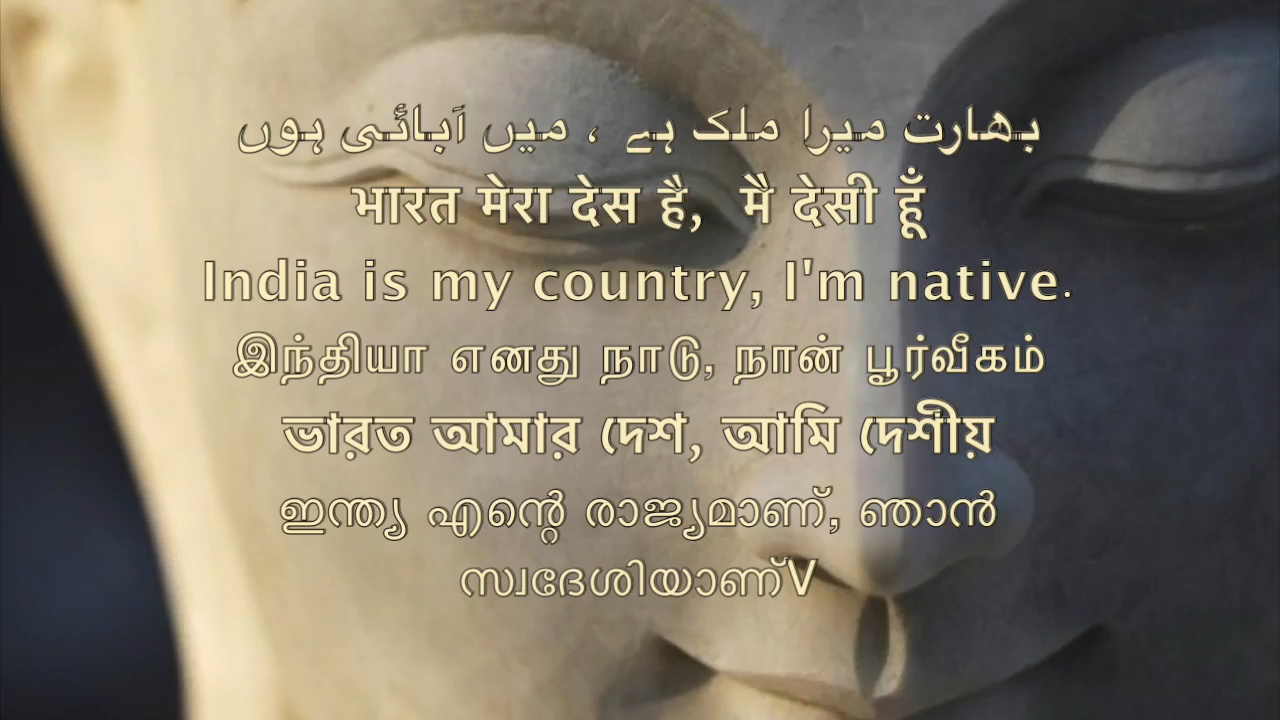 بھارت میرا ملک ہے ، میں آبائی ہوں
भारत मेरा देस है, मै देसी हूँ
India is my country, I'm native.
இந்தியா எனது நாடு, நான் பூர்வீகம்
ভারত আমার দেশ, আমি দেশীয়
ഇന്ത്യ എന്റെ രാജ്യമാണ്, ഞാൻ
സ്വദേശിയാണ്V